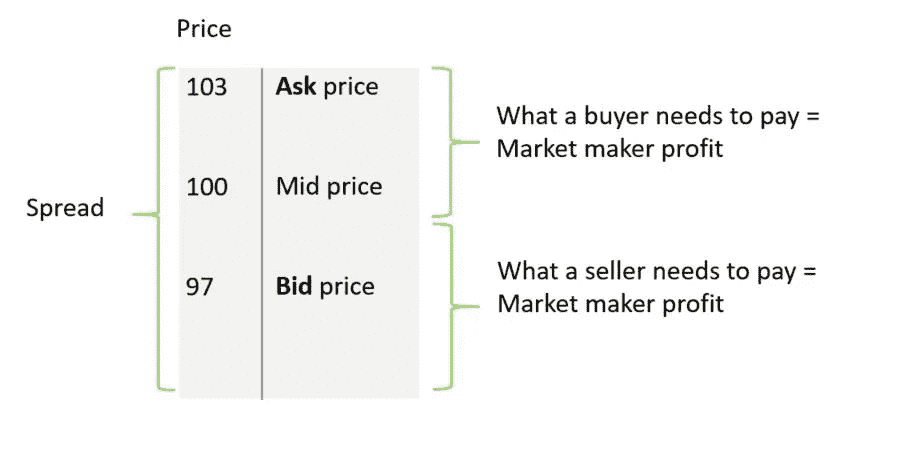 Price
103 Ask price
What a buyer needs to pay =
Market maker profit
100 Mid price
Spread
97 Bid price
What a seller needs to pay =
Market maker profit